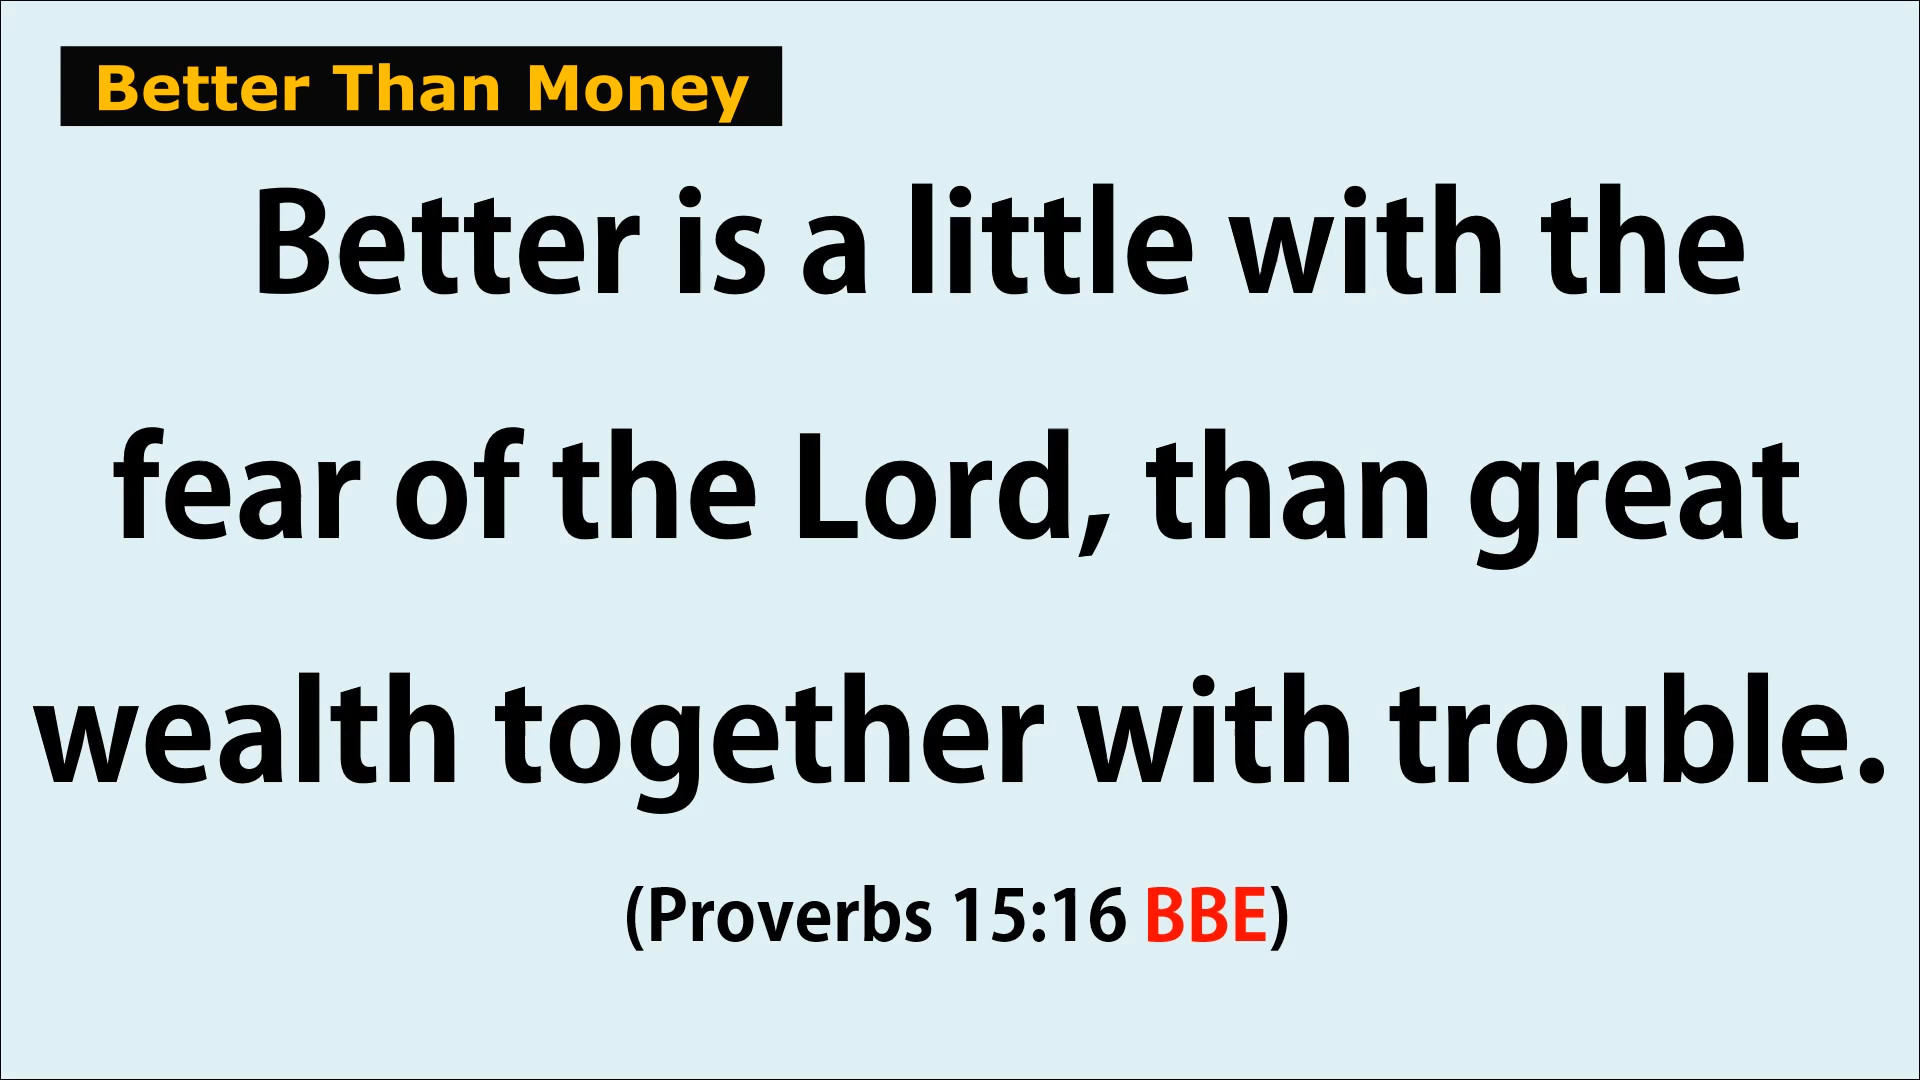 Better Than Money
Better is a little with the
fear of the Lord, than great
wealth together with trouble.
(Proverbs 15:16 BBE)